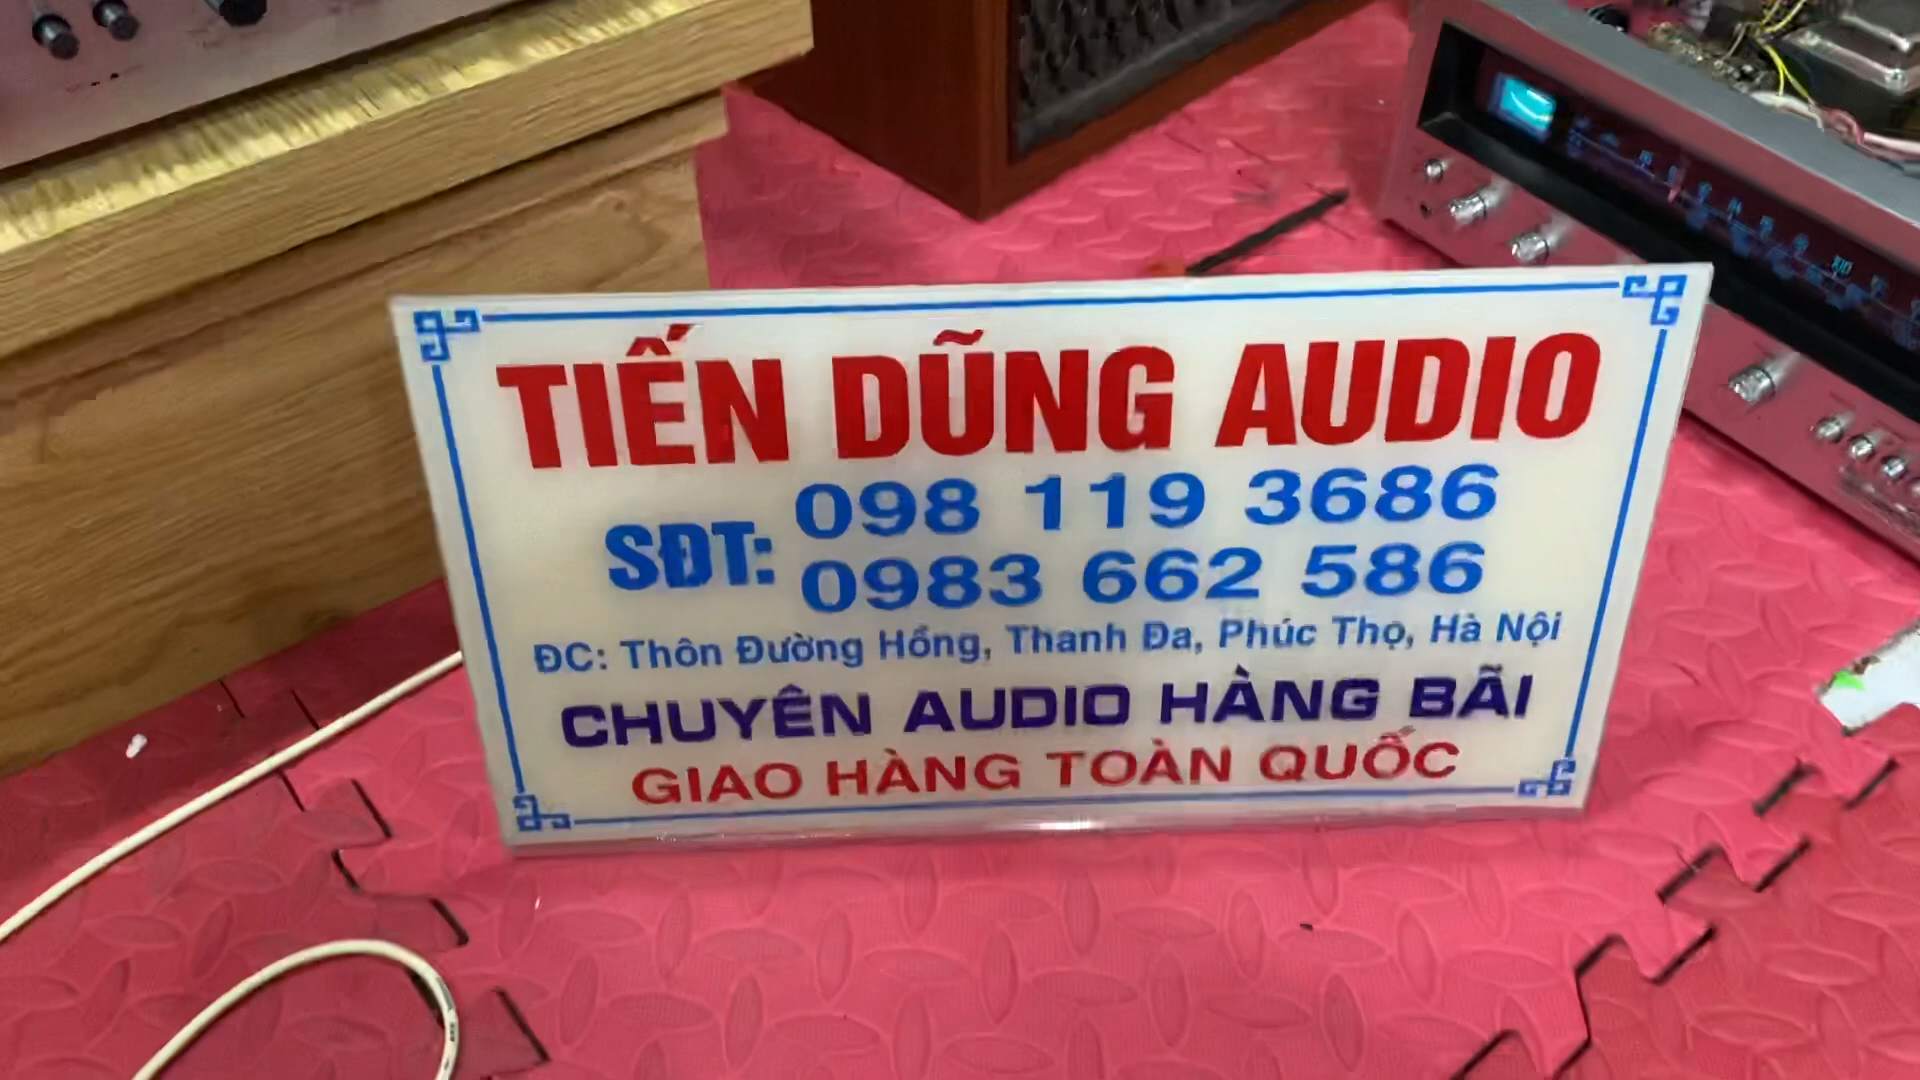 TIẾN DŨNG AUDIO
SĐT: 098 119 3686
0983 662 586
ĐC: Thôn Đường Hồng, Thanh Đa, Phúc Thọ, Hà Nội
CHUYÊN AUDIO HÀNG BÃI
GIAO HÀNG TOÀN QUỐC